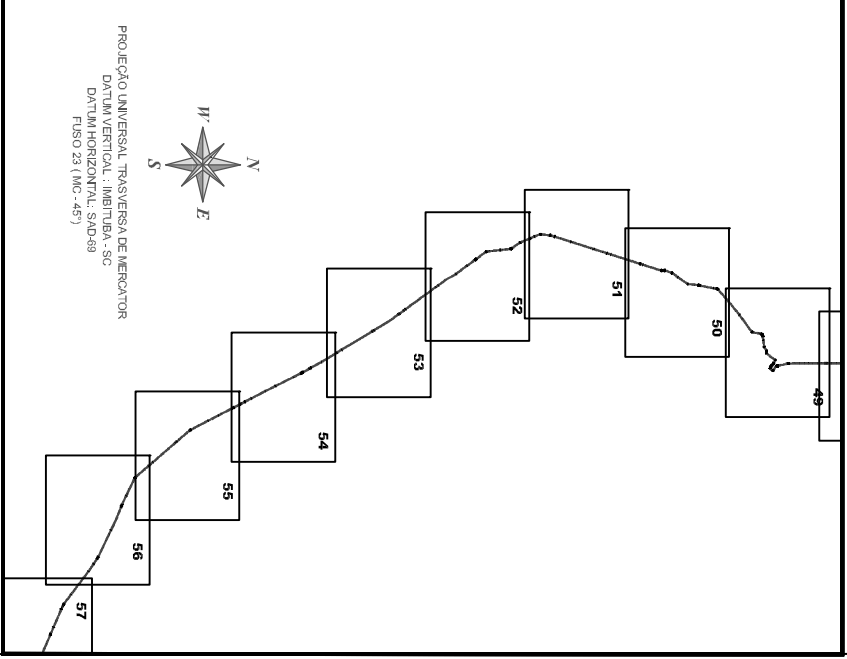 PROJEÇÃO UNIVERSAL TRASVERSA DE MERCATOR
DATUM VERTICAL : IMBITUBA - SC
DATUM HORIZONTAL: SAD-69
FUSO 23 ( MC - 45°)
N
W
E
S
49
50
51
52
53
54
55
56
57